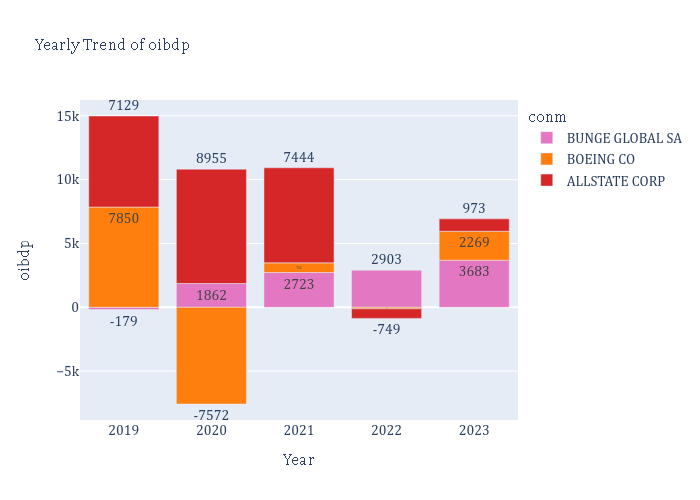 Yearly Trend of oibdp
conm
BUNGE GLOBAL SA
BOEING CO
ALLSTATE CORP
oibdp
15k
10k
5k
0
−5k
7129
7850
-179
8955
1862
-7572
7444
2723
2903
-749
973
2269
3683
2019
2020
2021
2022
2023
Year